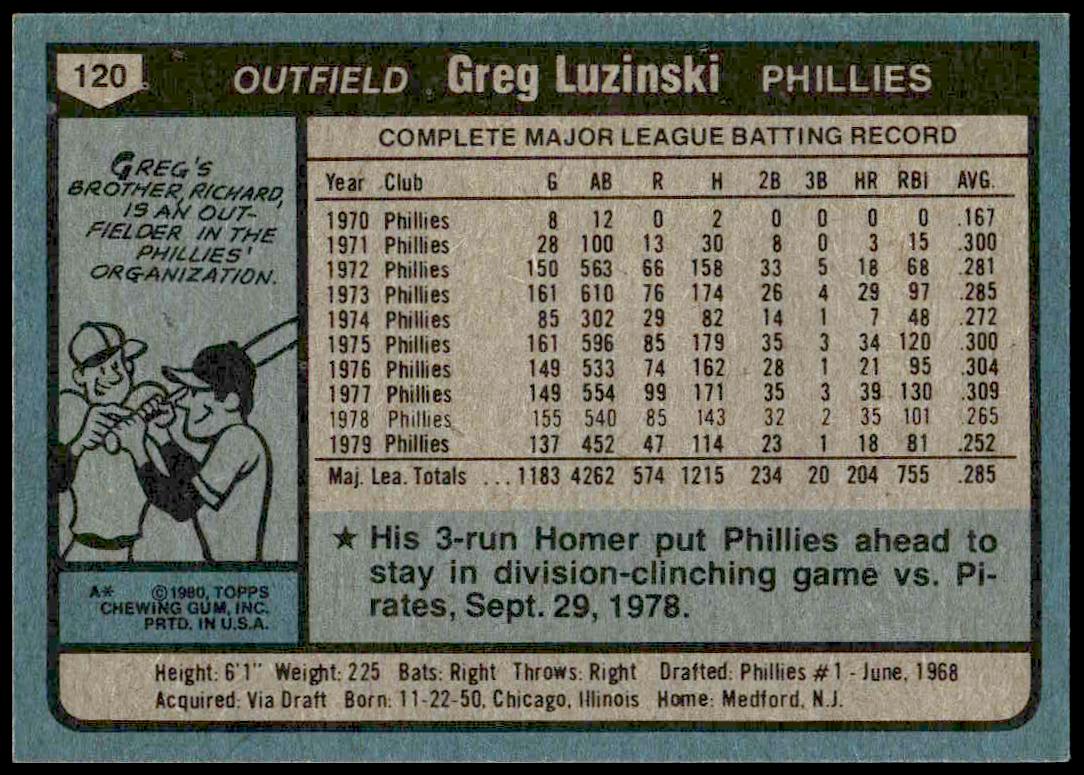 120 OUTFIELD Greg Luzinski PHILLIES
GREG'S
BROTHER, RICHARD,
IS AN OUT-
FIELDER IN THE
PHILLIES'
ORGANIZATION.
A* ©1980, TOPPS
CHEWING GUM, INC.
PRTD. IN U.S.A.
COMPLETE MAJOR LEAGUE BATTING RECORD
Year Club G AB R H 2B 3B HR RBI AVG.
1970 Phillies 8 12 0 2 0 0 0 0 .167
1971 Phillies 28 100 13 30 8 0 3 15 .300
1972 Phillies 150 563 66 158 33 5 18 68 .281
1973 Phillies 161 610 76 174 26 4 29 97 .285
1974 Phillies 85 302 29 82 14 1 7 48 .272
1975 Phillies 161 596 85 179 35 3 34 120 .300
1976 Phillies 149 533 74 162 28 1 21 95 .304
1977 Phillies 149 554 99 171 35 3 39 130 .309
1978 Phillies 155 540 85 143 32 2 35 101 .265
1979 Phillies 137 452 47 114 23 1 18 81 .252
Maj. Lea. Totals ... 1183 4262 574 1215 234 20 204 755 .285
★ His 3-run Homer put Phillies ahead to
stay in division-clinching game vs. Pi-
rates, Sept. 29, 1978.
Height: 6'1" Weight: 225 Bats: Right Throws: Right Drafted: Phillies #1 - June, 1968
Acquired: Via Draft Born: 11-22-50, Chicago, Illinois Home: Medford, N.J.